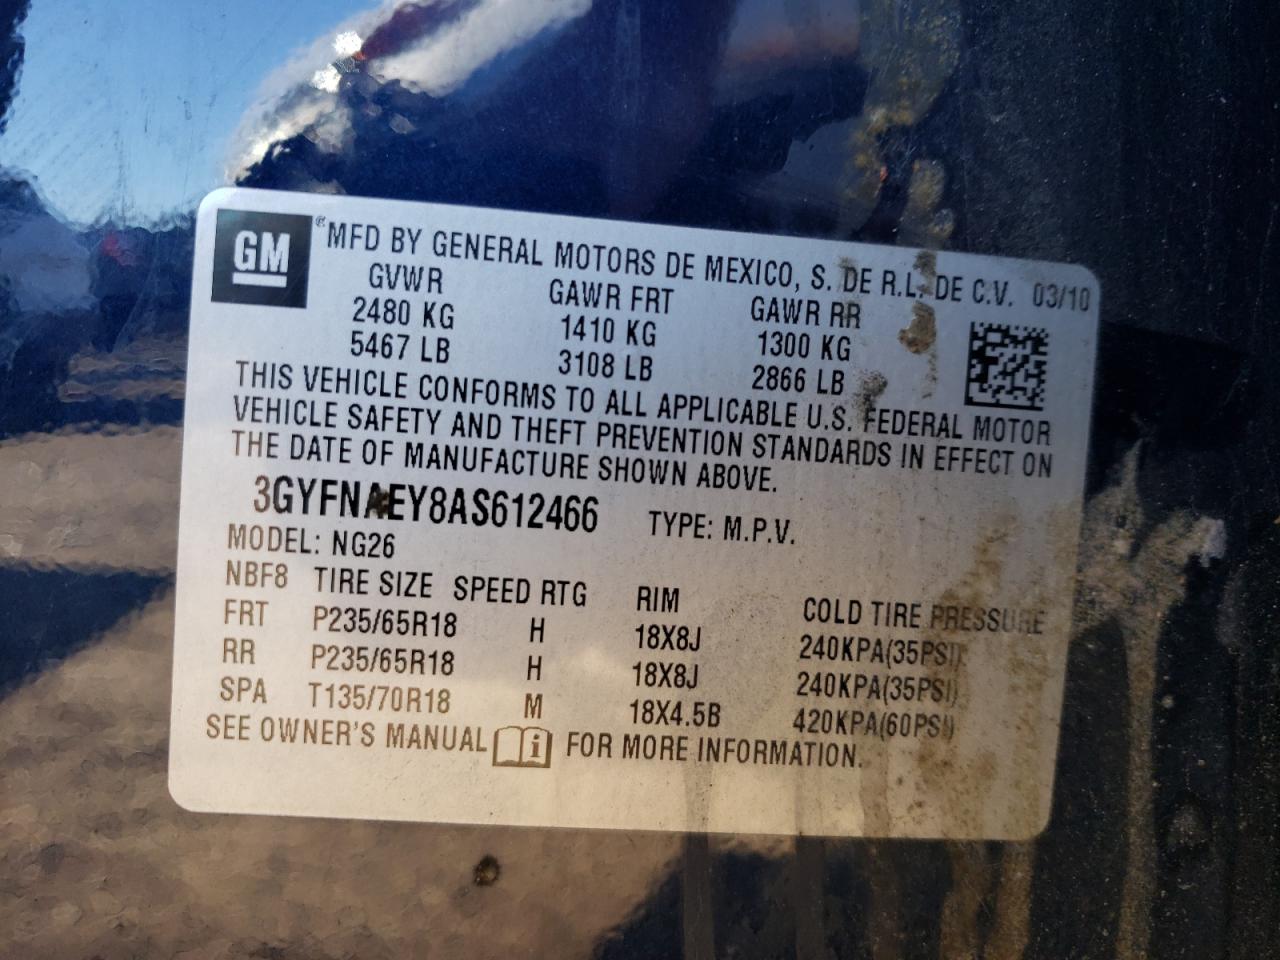 GM ® MFD BY GENERAL MOTORS DE MEXICO, S. DE R.L. DE C.V. 03/10
GVWR GAWR FRT GAWR RR
2480 KG 1410 KG 1300 KG
5467 LB 3108 LB 2866 LB
THIS VEHICLE CONFORMS TO ALL APPLICABLE U.S. FEDERAL MOTOR
VEHICLE SAFETY AND THEFT PREVENTION STANDARDS IN EFFECT ON
THE DATE OF MANUFACTURE SHOWN ABOVE.
3GYFNAEY8AS612466 TYPE: M.P.V.
MODEL: NG26
NBF8 TIRE SIZE SPEED RTG RIM COLD TIRE PRESSURE
FRT P235/65R18 H 18X8J 240KPA(35PSI)
RR P235/65R18 H 18X8J 240KPA(35PSI)
SPA T135/70R18 M 18X4.5B 420KPA(60PSI)
SEE OWNER'S MANUAL i FOR MORE INFORMATION.